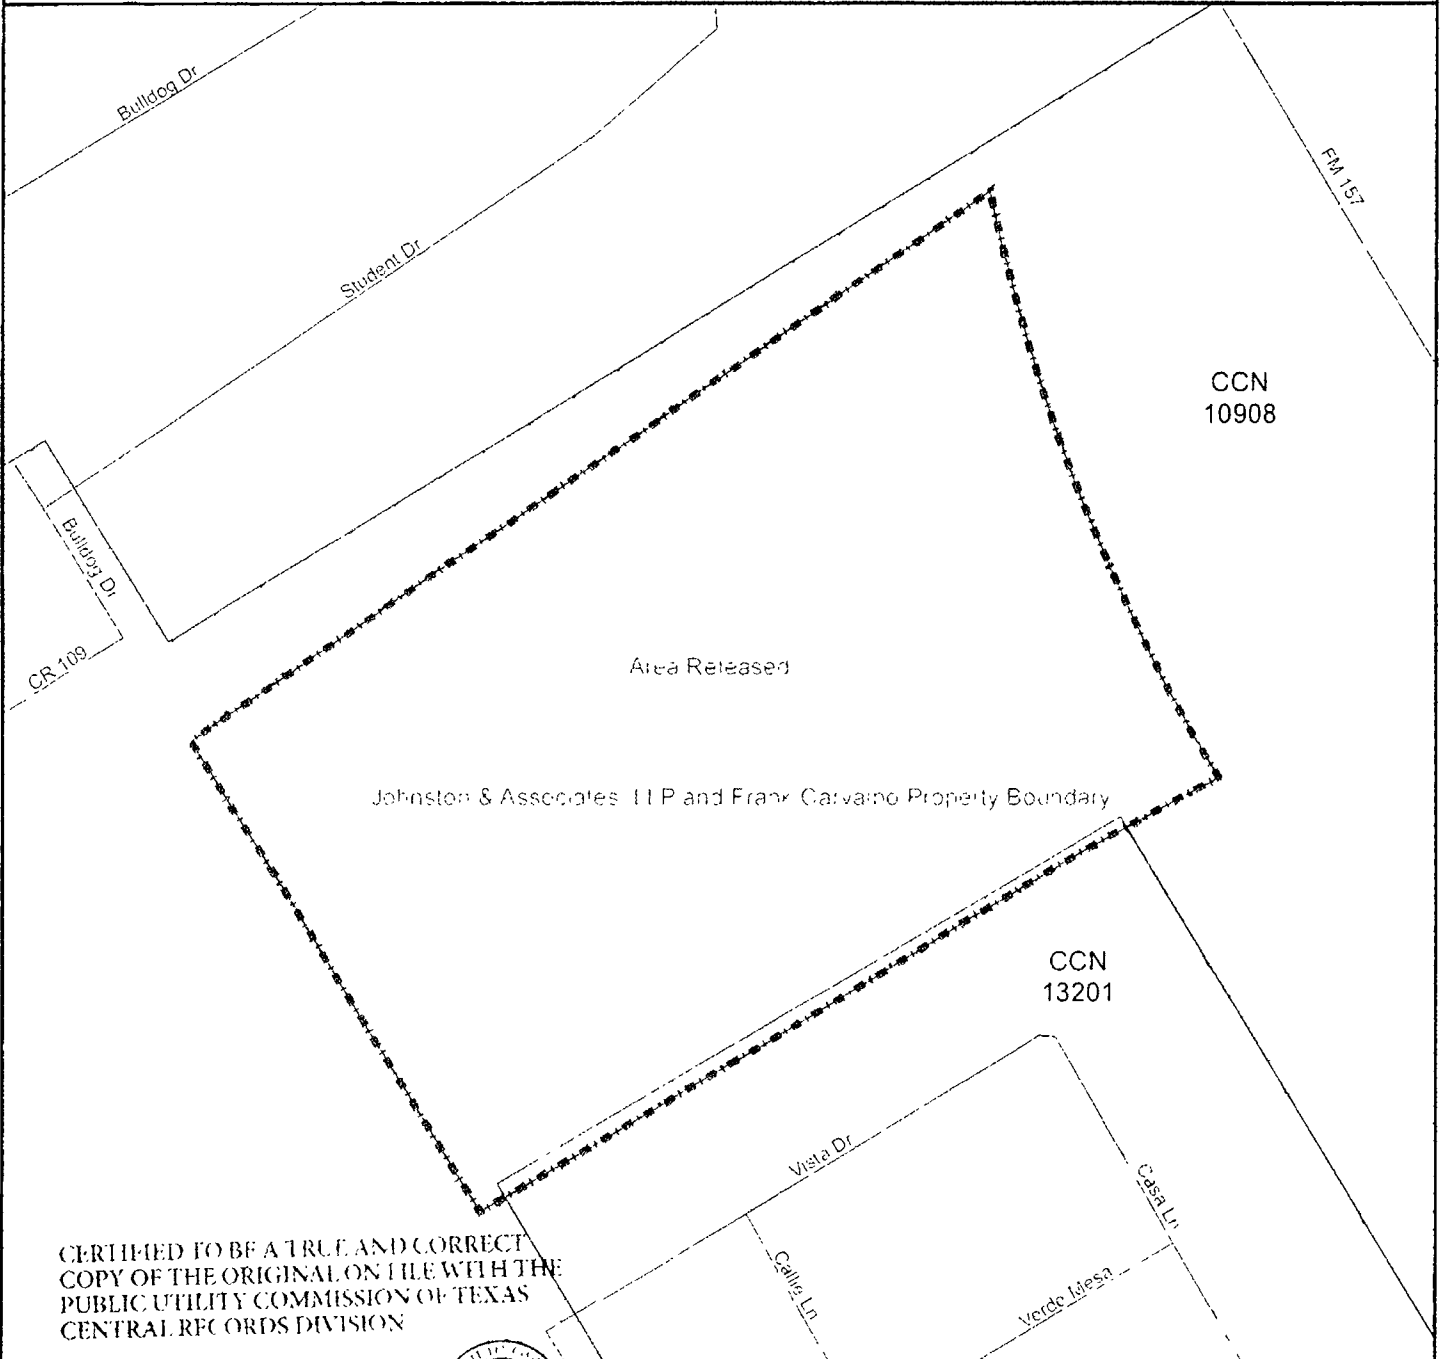 Bulldog Dr
FM 157
Student Dr
CCN
10908
Bulldog Dr
CR 109
Area Released
Johnston & Associates LLP and Frank Carvalho Property Boundary
CCN
13201
Vista Dr
Casa Ln
CERTIFIED TO BE A TRUE AND CORRECT
COPY OF THE ORIGINAL ON FILE WITH THE
PUBLIC UTILITY COMMISSION OF TEXAS
CENTRAL RECORDS DIVISION
Verde Mesa